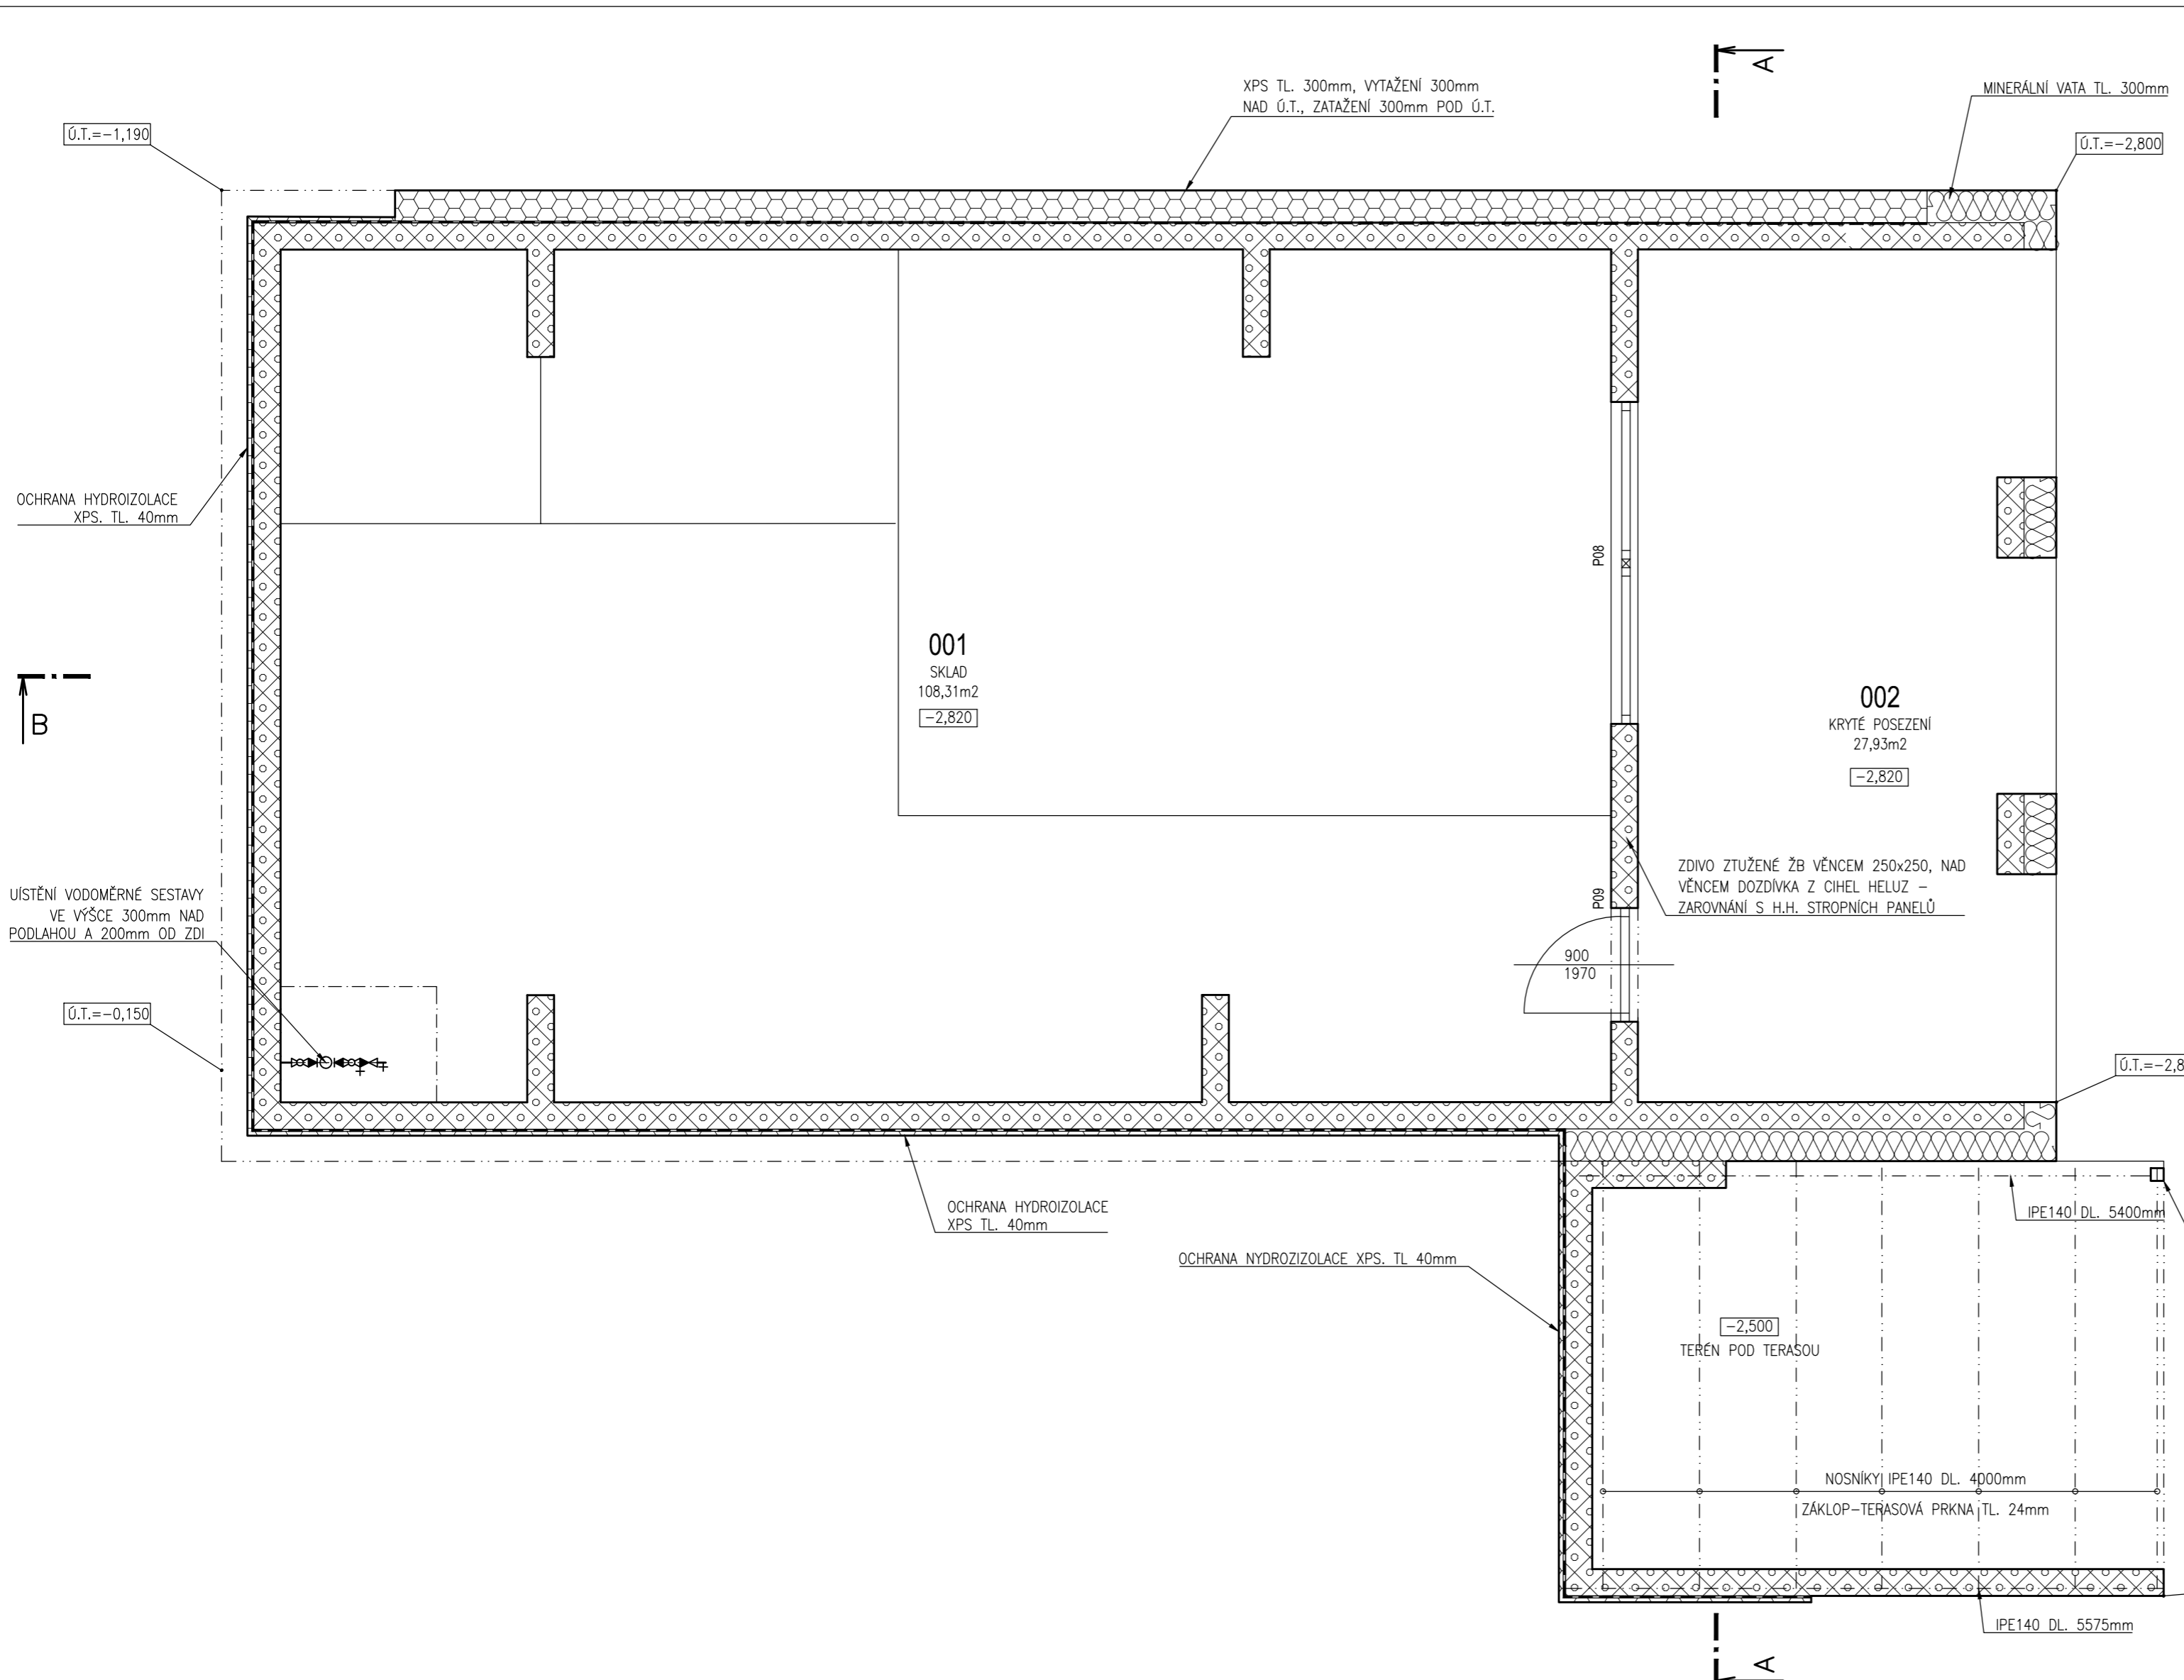 A
XPS TL. 300mm, VYTAŽENÍ 300mm
NAD Ú.T., ZATAŽENÍ 300mm POD Ú.T.
MINERÁLNÍ VATA TL. 300mm
Ú.T.=-1,190
Ú.T.=-2,800
OCHRANA HYDROIZOLACE
XPS. TL. 40mm
P08
001
SKLAD
108,31m2
-2,820
B
002
KRYTÉ POSEZENÍ
27,93m2
-2,820
UÍSTĚNÍ VODOMĚRNÉ SESTAVY
VE VÝŠCE 300mm NAD
PODLAHOU A 200mm OD ZDI
ZDIVO ZTUŽENÉ ŽB VĚNCEM 250x250, NAD
VĚNCEM DOZDÍVKA Z CIHEL HELUZ -
ZAROVNÁNÍ S H.H. STROPNÍCH PANELŮ
P09
900
1970
Ú.T.=-0,150
Ú.T.=-2,8
OCHRANA HYDROIZOLACE
XPS TL. 40mm
IPE140 DL. 5400mm
OCHRANA NYDROZIZOLACE XPS. TL 40mm
-2,500
TERÉN POD TERASOU
NOSNÍKY IPE140 DL. 4000mm
ZÁKLOP-TERASOVÁ PRKNA TL. 24mm
IPE140 DL. 5575mm
A